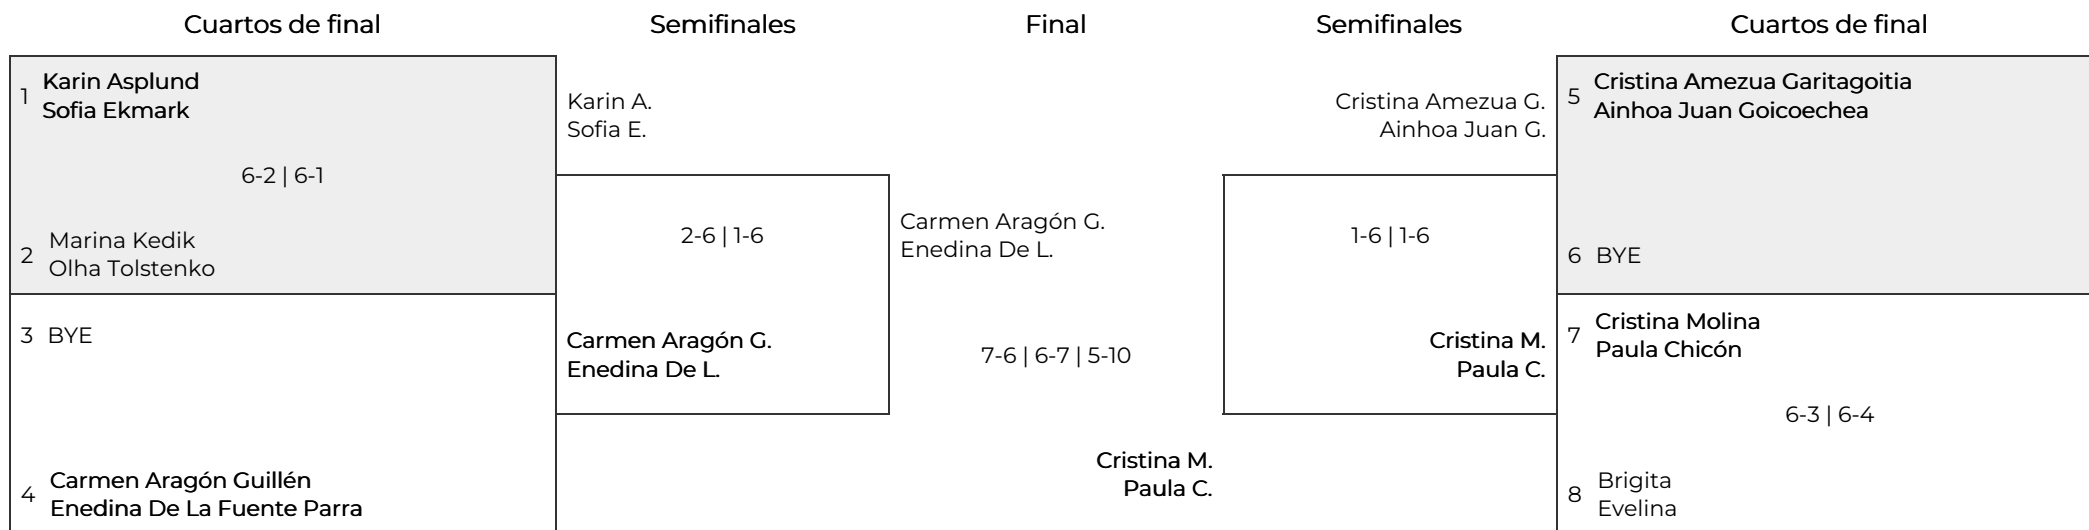 Cuartos de final
Semifinales
Final
Semifinales
Cuartos de final
1
Karin Asplund
Sofia Ekmark
6-2 | 6-1
2
Marina Kedik
Olha Tolstenko
3 BYE
4
Carmen Aragón Guillén
Enedina De La Fuente Parra
Karin A.
Sofia E.
2-6 | 1-6
Carmen Aragón G.
Enedina De L.
Carmen Aragón G.
Enedina De L.
7-6 | 6-7 | 5-10
Cristina M.
Paula C.
Cristina Amezua G.
Ainhoa Juan G.
1-6 | 1-6
Cristina M.
Paula C.
5
Cristina Amezua Garitagoitia
Ainhoa Juan Goicoechea
6 BYE
7
Cristina Molina
Paula Chicón
6-3 | 6-4
8
Brigita
Evelina